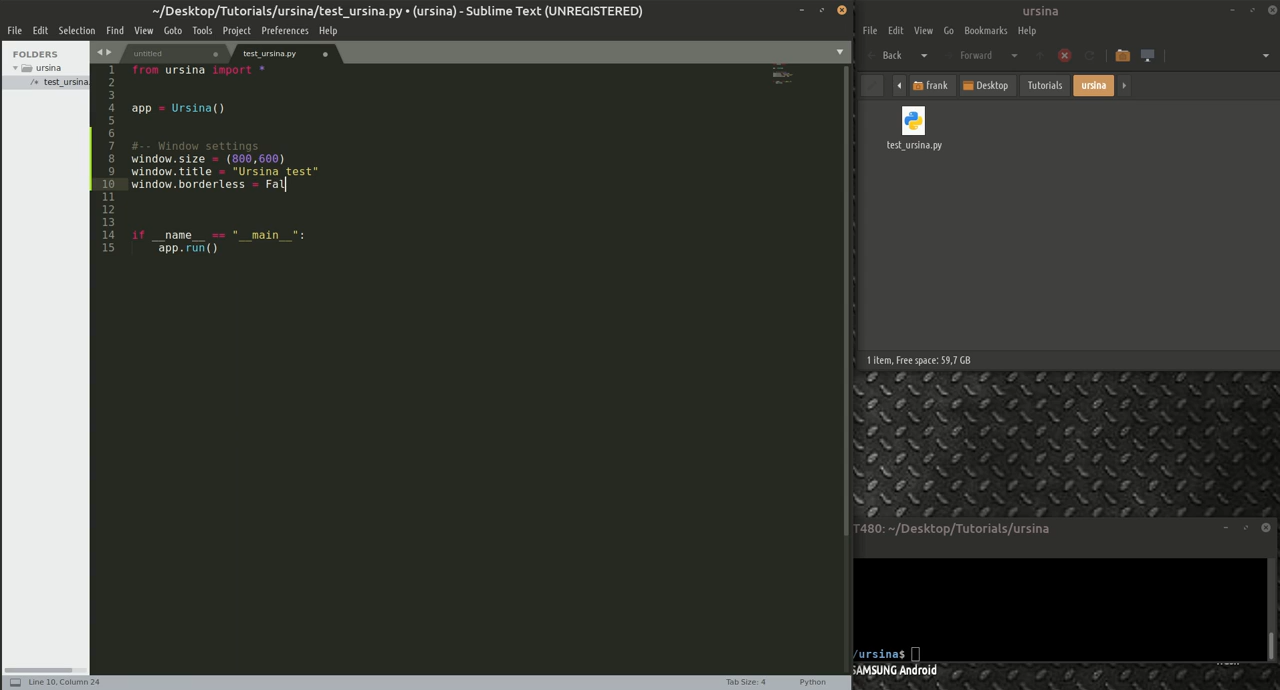 ~/Desktop/Tutorials/ursina/test_ursina.py • (ursina) - Sublime Text (UNREGISTERED)
File Edit Selection Find View Goto Tools Project Preferences Help
FOLDERS
ursina
/* test_ursina
untitled
test_ursina.py
1 from ursina import *
2
3
4 app = Ursina()
5
6
7 #-- Window settings
8 window.size = (800,600)
9 window.title = "Ursina test"
10 window.borderless = Fal
11
12
13
14 if __name__ == "__main__":
15     app.run()
Line 10, Column 24
Tab Size: 4
Python
ursina
File Edit View Go Bookmarks Help
Back
Forward
frank
Desktop
Tutorials
ursina
test_ursina.py
1 item, Free space: 59,7 GB
T480: ~/Desktop/Tutorials/ursina
/ursina$
SAMSUNG Android